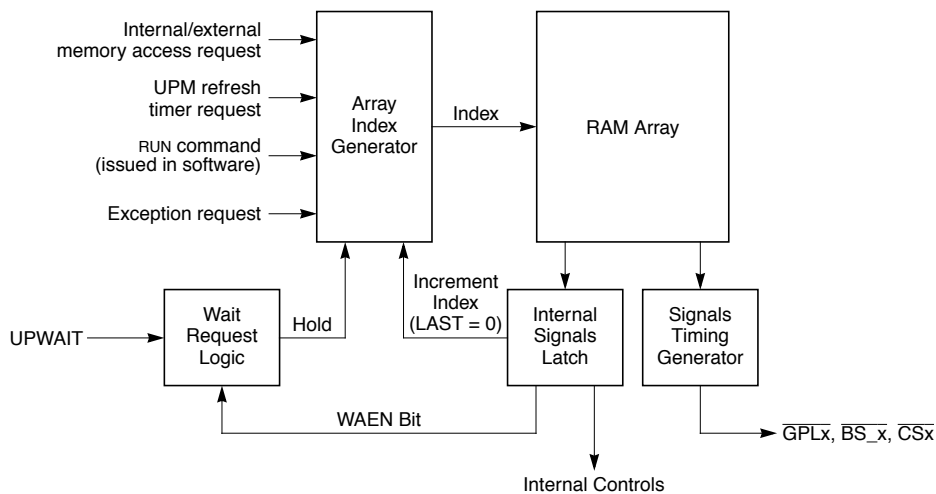 Internal/external
memory access request
UPM refresh
timer request
RUN command
(issued in software)
Exception request
Array
Index
Generator
Index
RAM Array
Increment
Index
(LAST = 0)
UPWAIT
Wait
Request
Logic
Hold
Internal
Signals
Latch
Signals
Timing
Generator
WAEN Bit
GPLx, BS_x, CSx
Internal Controls